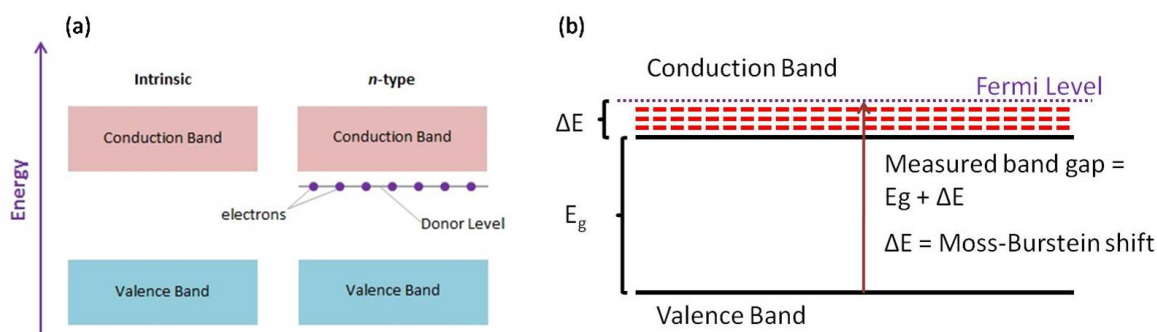 (a)
Energy
Intrinsic
n-type
Conduction Band
Conduction Band
electrons
Donor Level
Valence Band
Valence Band
(b)
Conduction Band
Fermi Level
ΔE
Measured band gap =
Eg + ΔE
Eg
ΔE = Moss-Burstein shift
Valence Band